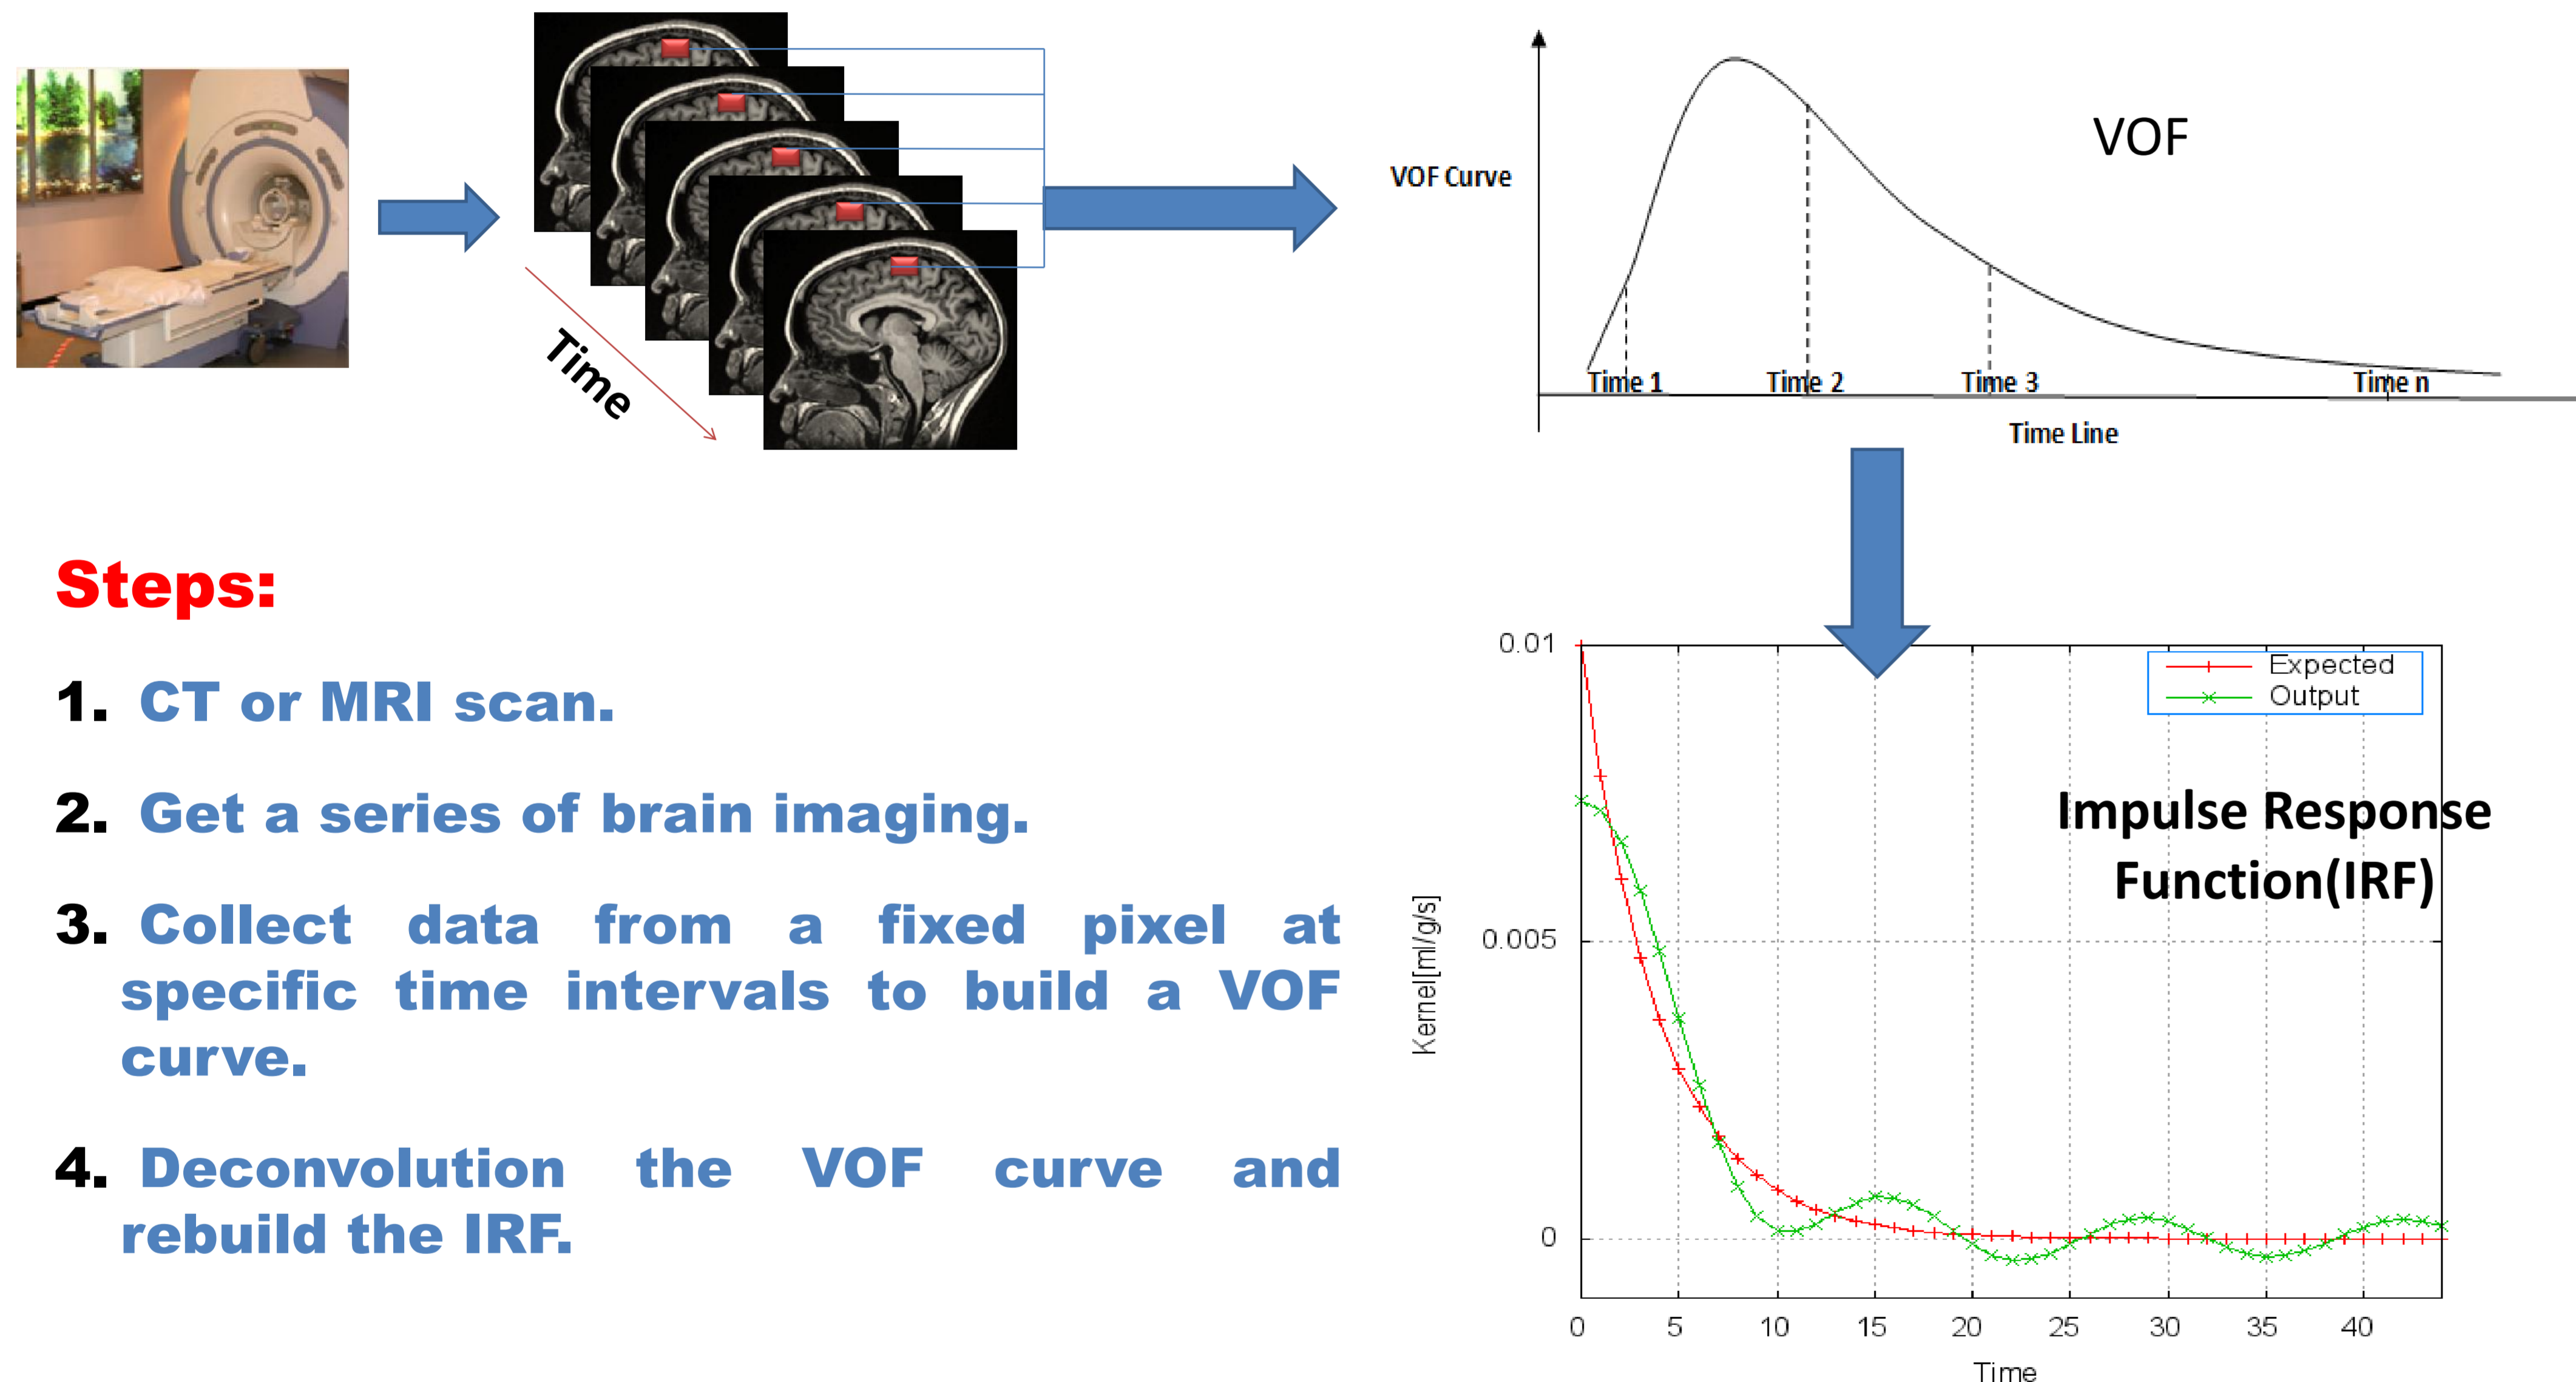 Time
VOF
VOF Curve
Time 1
Time 2
Time 3
Time n
Time Line
Steps:
1. CT or MRI scan.
2. Get a series of brain imaging.
3. Collect data from a fixed pixel at
specific time intervals to build a VOF
curve.
4. Deconvolution the VOF curve and
rebuild the IRF.
0.01
0.005
0
Kernel[ml/g/s]
Expected
Output
Impulse Response
Function(IRF)
0 5 10 15 20 25 30 35 40
Time